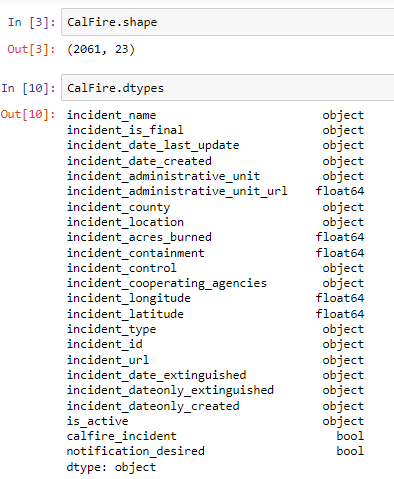 In [3]: CalFire.shape
Out[3]: (2061, 23)
In [10]: CalFire.dtypes
Out[10]: incident_name object
incident_is_final object
incident_date_last_update object
incident_date_created object
incident_administrative_unit object
incident_administrative_unit_url float64
incident_county object
incident_location object
incident_acres_burned float64
incident_containment float64
incident_control object
incident_cooperating_agencies object
incident_longitude float64
incident_latitude float64
incident_type object
incident_id object
incident_url object
incident_date_extinguished object
incident_dateonly_extinguished object
incident_dateonly_created object
is_active object
calfire_incident bool
notification_desired bool
dtype: object